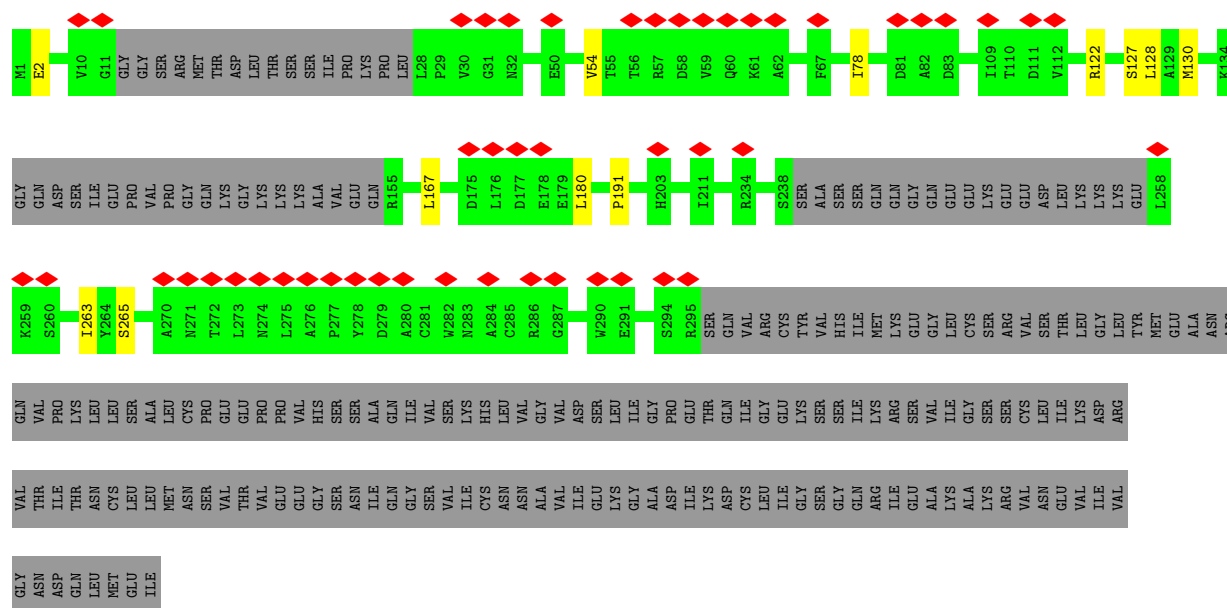 M1 E2 V10 G11 GLY GLY SER ARG MET THR ASP LEU THR SER SER ILE PRO LYS PRO LEU L28 P29 V30 G31 N32 E50 V54 T55 T56 R57 D58 V59 Q60 K61 A62 F67 I78 D81 A82 D83 I109 T110 D111 V112 R122 S127 L128 A129 M130 K134
GLY GLN ASP SER ILE GLU PRO VAL PRO GLY GLN LYS GLY LYS LYS LYS ALA VAL GLU GLN R155 L167 D175 L176 D177 E178 E179 L180 P191 H203 I211 R234 S238 SER ALA SER SER GLN GLN GLY GLN GLU GLU LYS GLU GLU ASP LEU LYS LYS LYS GLU L258
K259 S260 I263 Y264 S265 A270 N271 T272 L273 N274 L275 A276 P277 Y278 D279 A280 C281 W282 N283 A284 C285 R286 G287 W290 E291 S294 R295 SER GLN VAL ARG CYS TYR VAL HIS ILE MET LYS GLU GLY LEU CYS SER ARG VAL SER THR LEU GLY LEU TYR MET GLU ALA ASN
GLN VAL PRO LYS LEU LEU SER ALA LEU CYS PRO GLU GLU PRO PRO VAL HIS SER SER ALA GLN ILE VAL SER LYS HIS LEU VAL GLY VAL ASP SER LEU ILE GLY PRO GLU THR GLN ILE GLY GLU LYS SER SER ILE LYS ARG SER VAL ILE GLY SER SER CYS LEU ILE LYS ASP ARG
VAL THR ILE THR ASN CYS LEU LEU MET ASN SER VAL THR VAL GLU GLU GLY SER ASN ILE GLN GLY SER VAL ILE CYS ASN ASN ALA VAL ILE GLU LYS GLY ALA ASP ILE LYS ASP CYS LEU ILE GLY SER GLY GLN ARG ILE GLU ALA LYS ALA LYS ARG VAL ASN GLU VAL ILE VAL
GLY ASN ASP GLN LEU MET GLU ILE